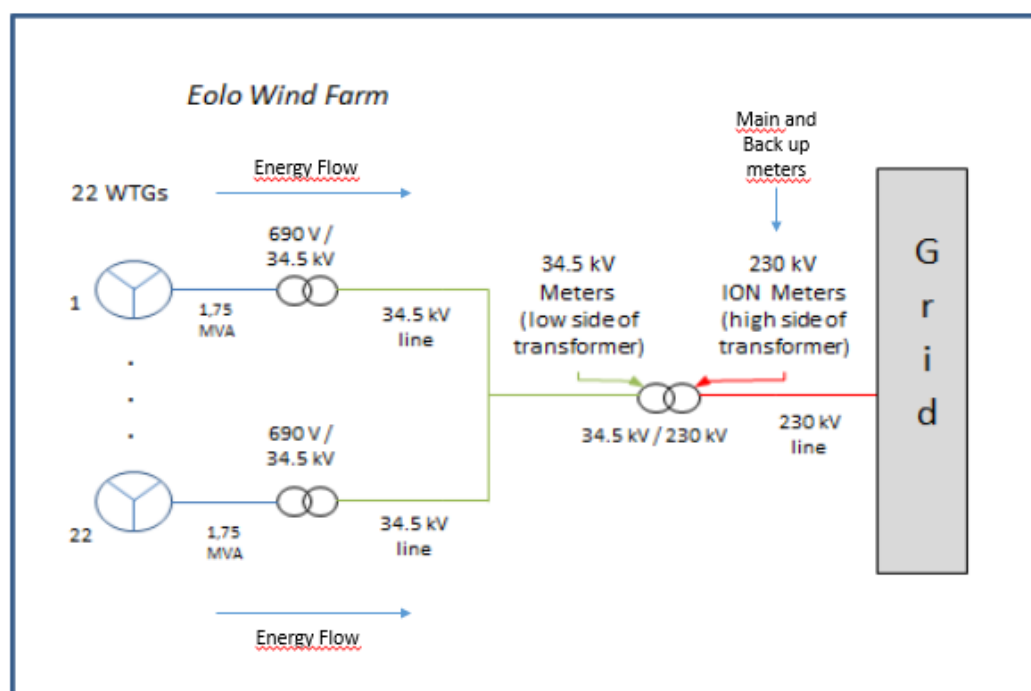 Eolo Wind Farm
Main and
Back up
meters
Energy Flow
22 WTGs
690 V /
34.5 kV
34.5 kV
Meters
(low side of
transformer)
230 kV
ION Meters
(high side of
transformer)
G
r
i
d
1
1,75
MVA
34.5 kV
line
690 V /
34.5 kV
34.5 kV / 230 kV
230 kV
line
22
1,75
MVA
34.5 kV
line
Energy Flow